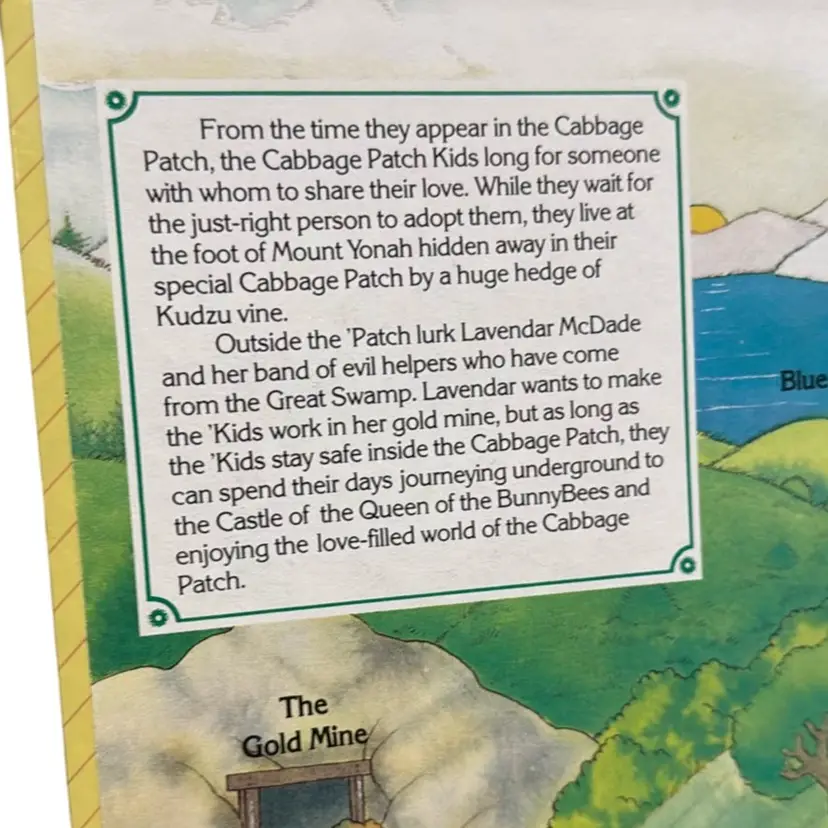 From the time they appear in the Cabbage
Patch, the Cabbage Patch Kids long for someone
with whom to share their love. While they wait for
the just-right person to adopt them, they live at
the foot of Mount Yonah hidden away in their
special Cabbage Patch by a huge hedge of
Kudzu vine.
Outside the 'Patch lurk Lavendar McDade
and her band of evil helpers who have come
from the Great Swamp. Lavendar wants to make
the 'Kids work in her gold mine, but as long as
the 'Kids stay safe inside the Cabbage Patch, they
can spend their days journeying underground to
the Castle of the Queen of the BunnyBees and
enjoying the love-filled world of the Cabbage
Patch.
Blue
The
Gold Mine